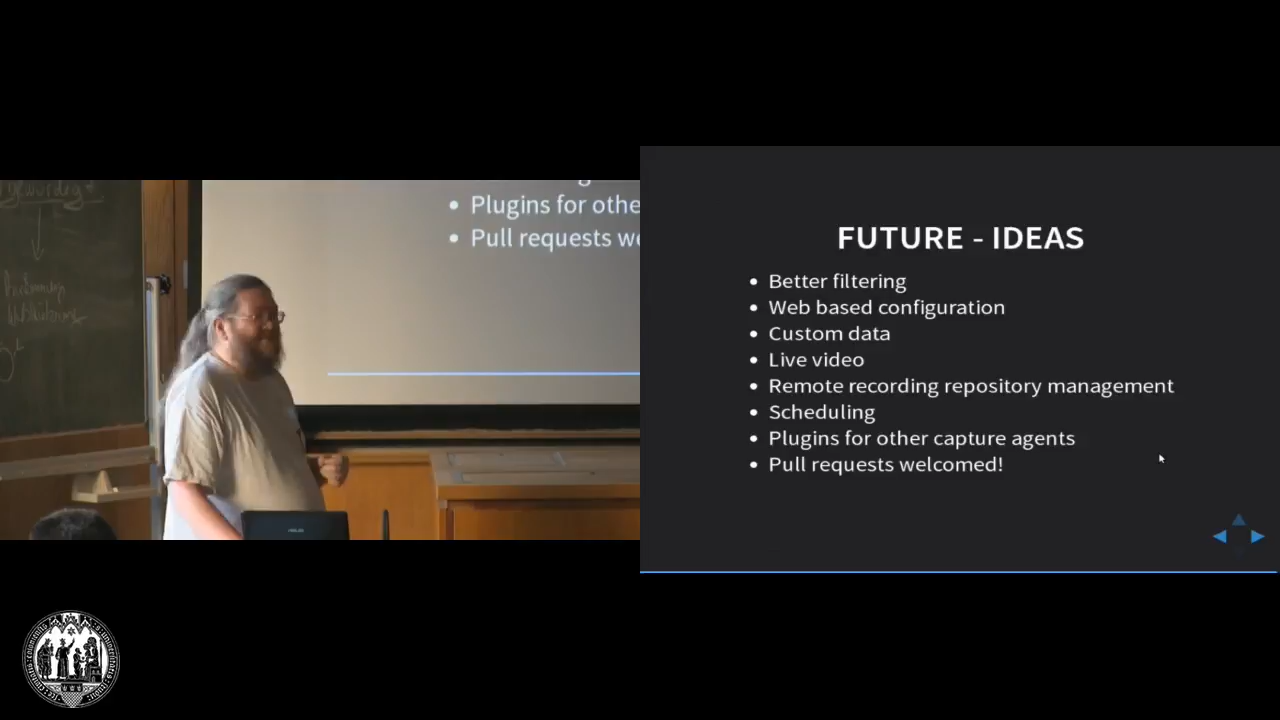 Plugins for othe
Pull requests we
ASUS
FUTURE - IDEAS
Better filtering
Web based configuration
Custom data
Live video
Remote recording repository management
Scheduling
Plugins for other capture agents
Pull requests welcomed!